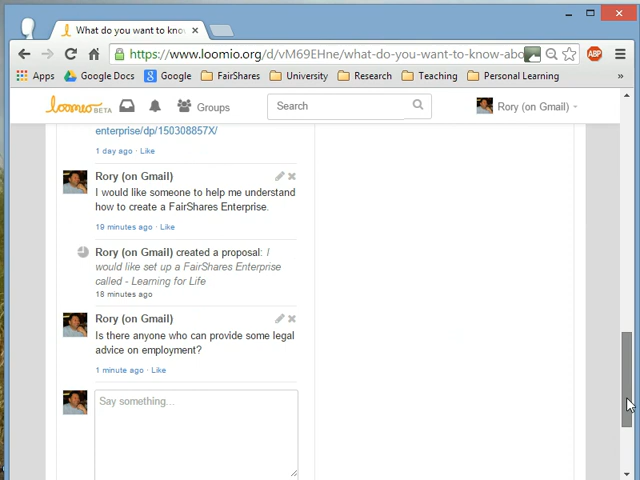 What do you want to kno
https://www.loomio.org/d/vM69EHne/what-do-you-want-to-know-abo
ABP
Apps Google Docs Google FairShares University Research Teaching Personal Learning
loomio BETA Groups Search Rory (on Gmail)
enterprise/dp/150308857X/
1 day ago · Like
Rory (on Gmail)
I would like someone to help me understand
how to create a FairShares Enterprise.
19 minutes ago · Like
Rory (on Gmail) created a proposal: I
would like set up a FairShares Enterprise
called - Learning for Life
18 minutes ago
Rory (on Gmail)
Is there anyone who can provide some legal
advice on employment?
1 minute ago · Like
Say something...